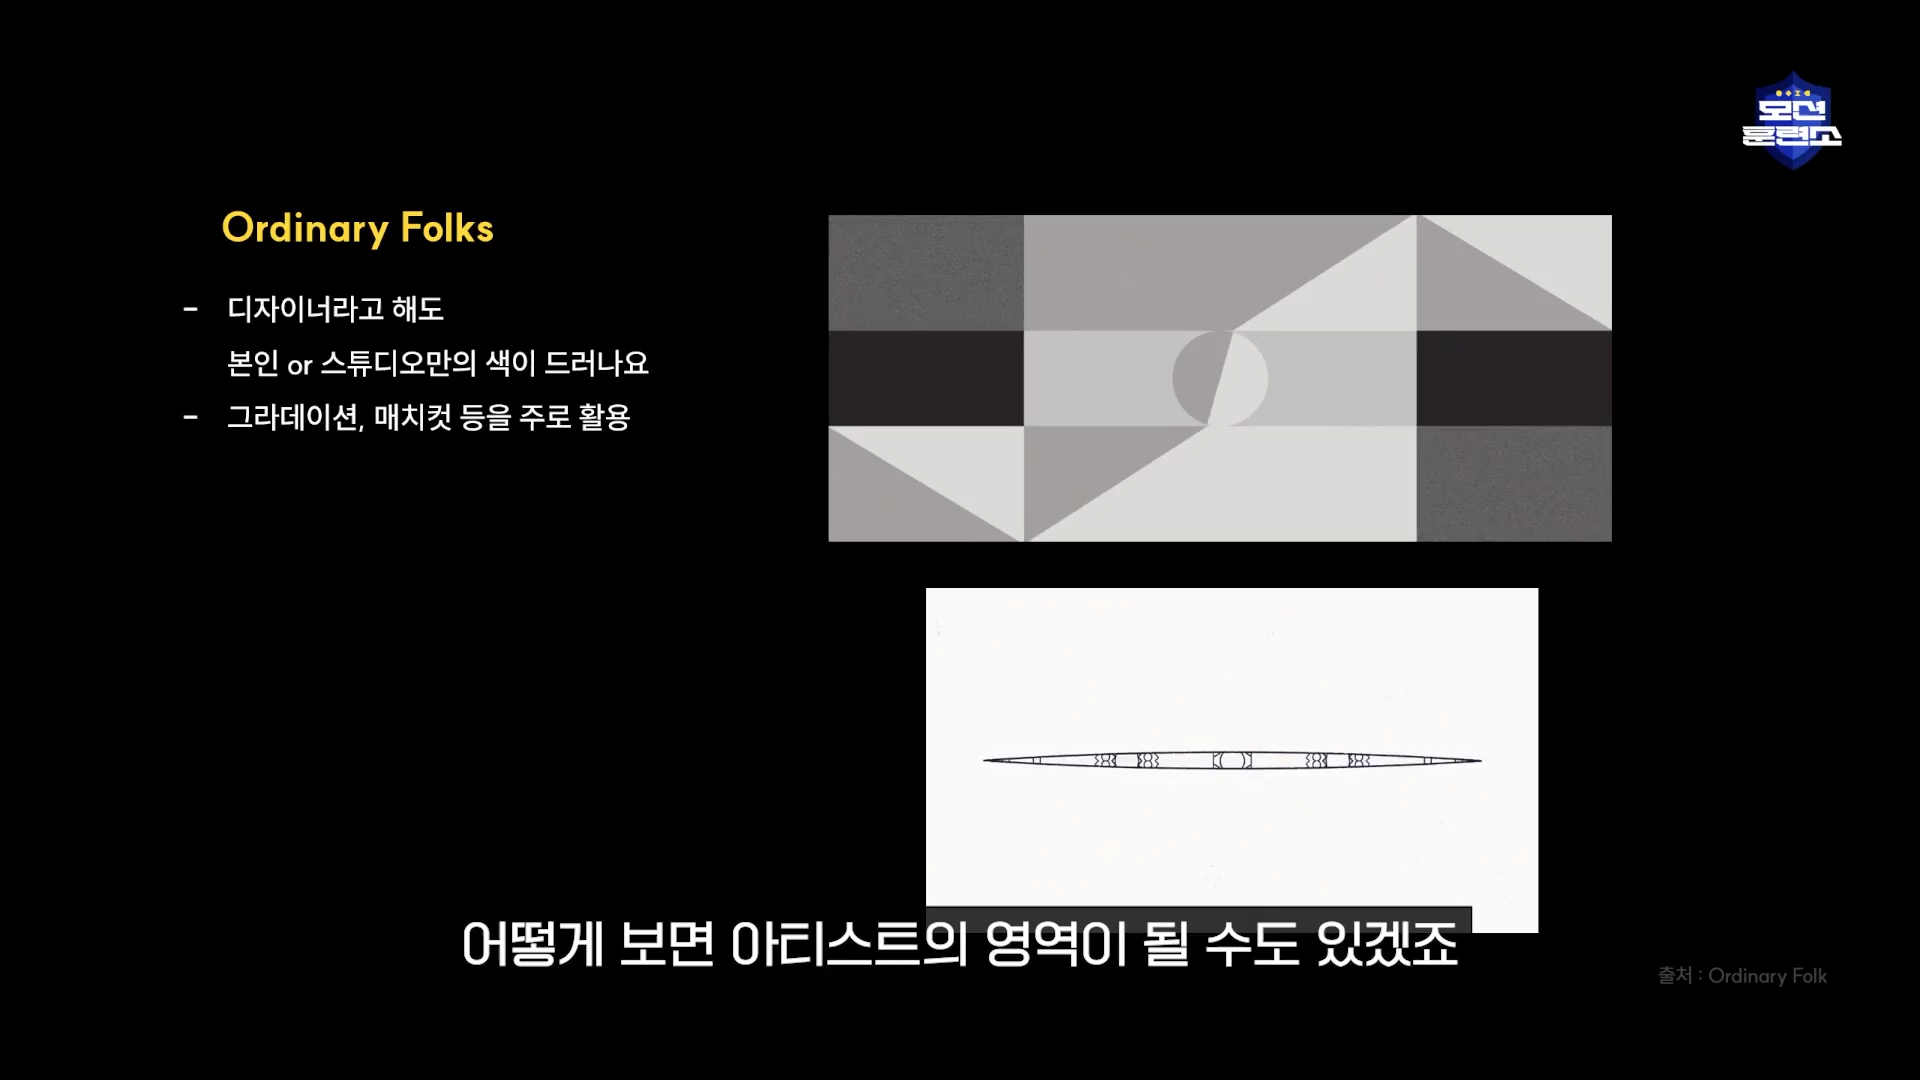 모션
훈련소
Ordinary Folks
- 디자이너라고 해도
본인 or 스튜디오만의 색이 드러나요
- 그라데이션, 매치컷 등을 주로 활용
어떻게 보면 아티스트의 영역이 될 수도 있겠죠
출처 : Ordinary Folk